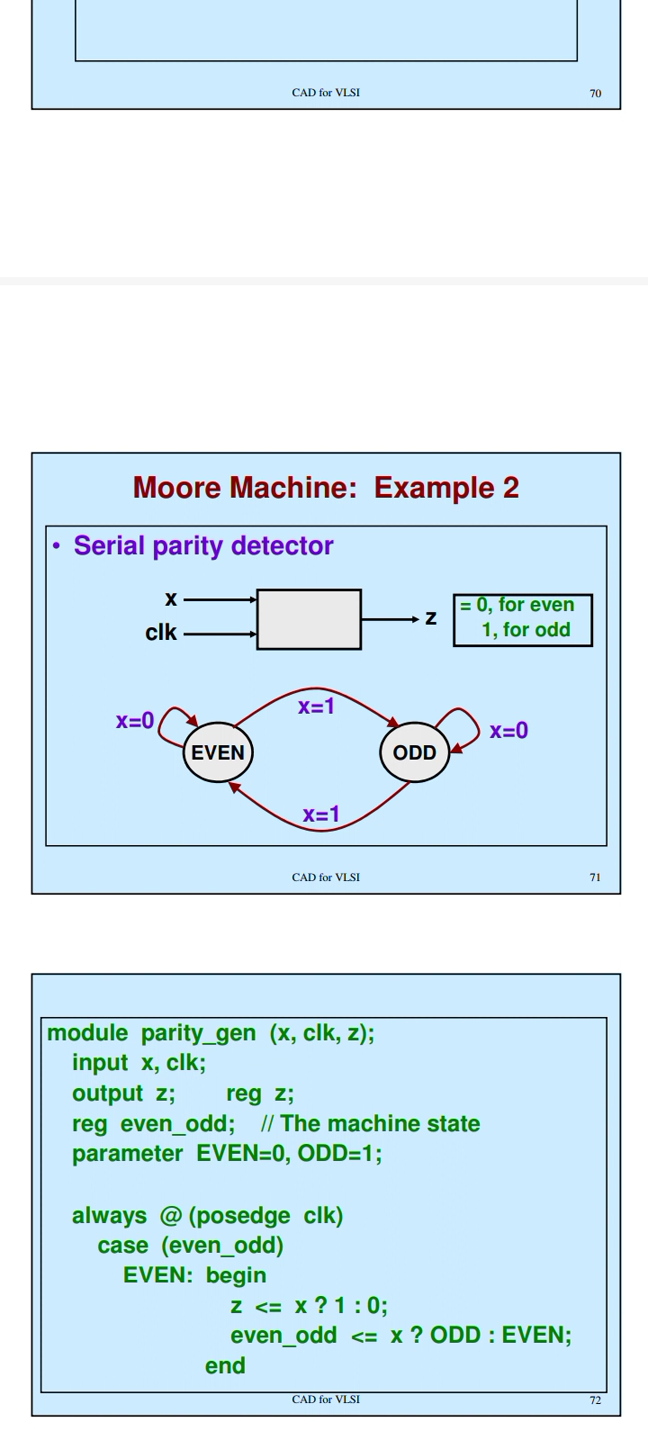 CAD for VLSI 70
Moore Machine: Example 2
• Serial parity detector
x
clk
z
= 0, for even
1, for odd
x=0
x=1
x=0
EVEN
ODD
x=1
CAD for VLSI 71
module parity_gen (x, clk, z);
input x, clk;
output z; reg z;
reg even_odd; // The machine state
parameter EVEN=0, ODD=1;
always @ (posedge clk)
case (even_odd)
EVEN: begin
z <= x ? 1 : 0;
even_odd <= x ? ODD : EVEN;
end
CAD for VLSI 72